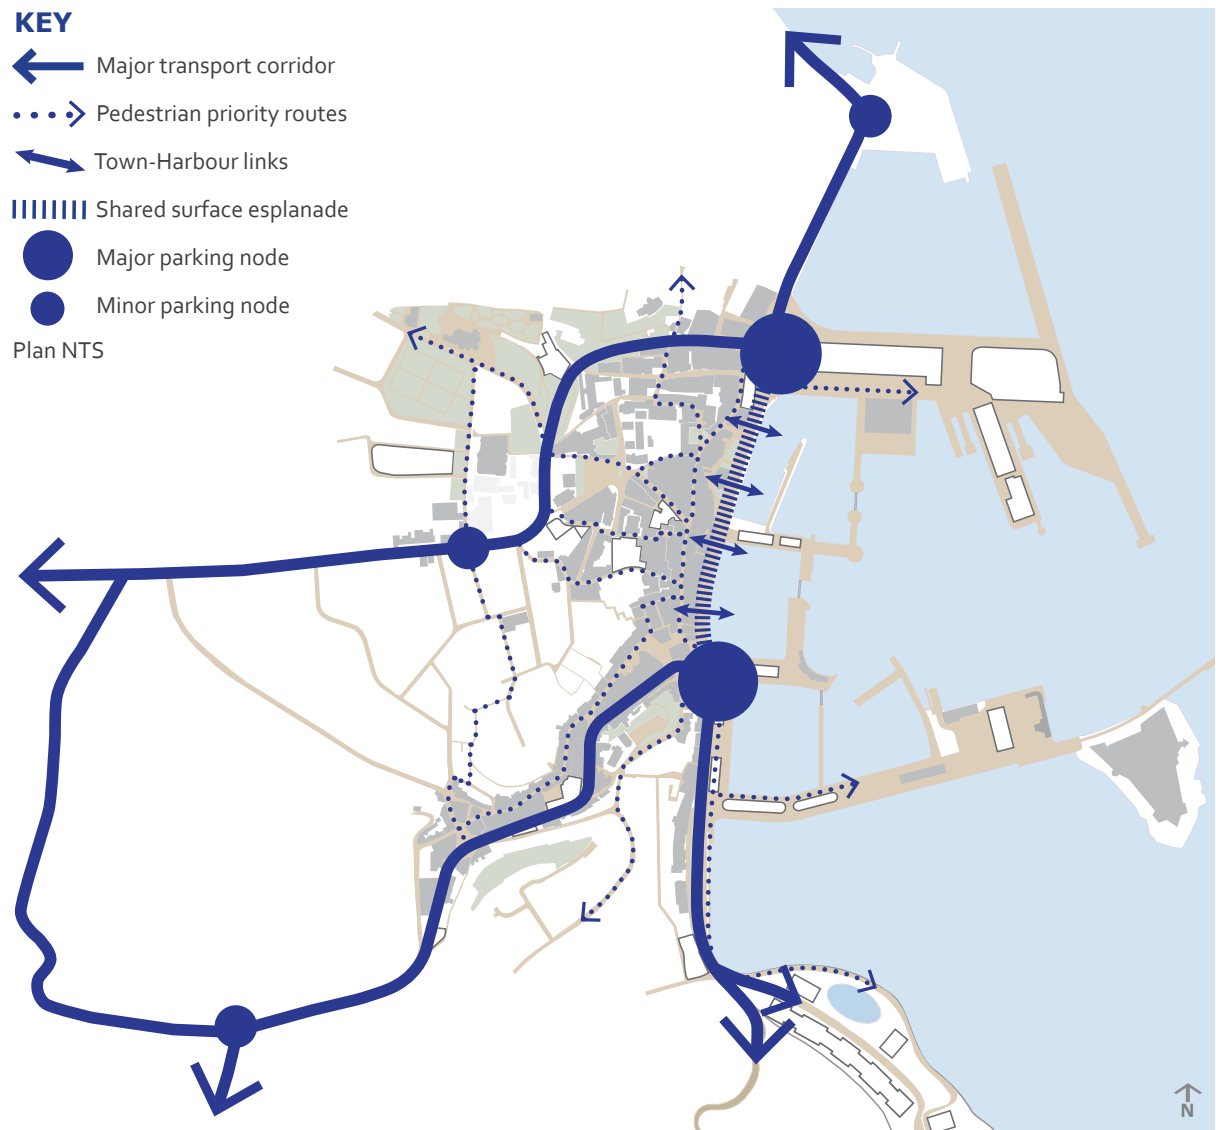 KEY
Major transport corridor
Pedestrian priority routes
Town-Harbour links
Shared surface esplanade
Major parking node
Minor parking node
Plan NTS
N